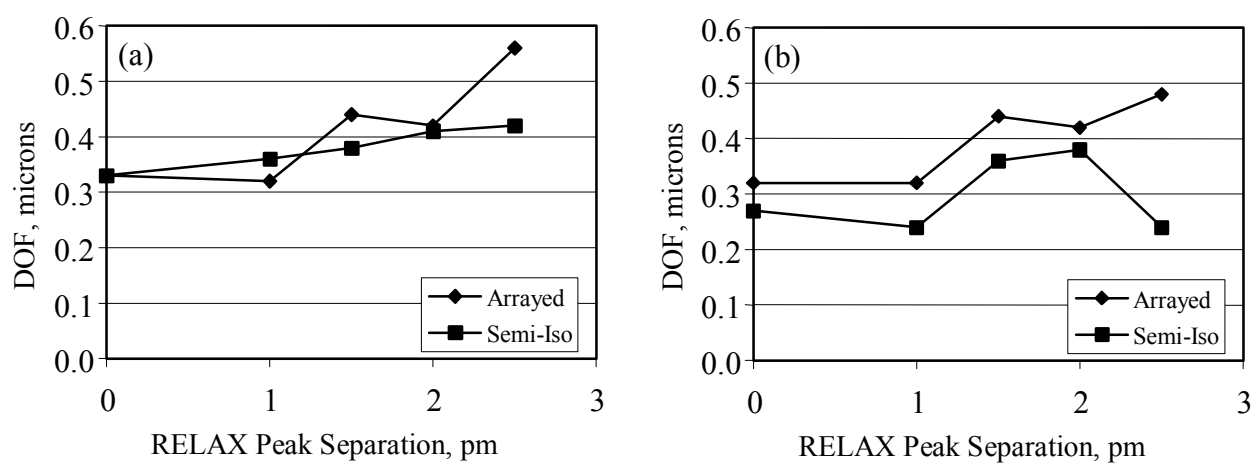 (a)
DOF, microns
0.6
0.5
0.4
0.3
0.2
0.1
0.0
Arrayed
Semi-Iso
0 1 2 3
RELAX Peak Separation, pm
(b)
DOF, microns
0.6
0.5
0.4
0.3
0.2
0.1
0.0
Arrayed
Semi-Iso
0 1 2 3
RELAX Peak Separation, pm